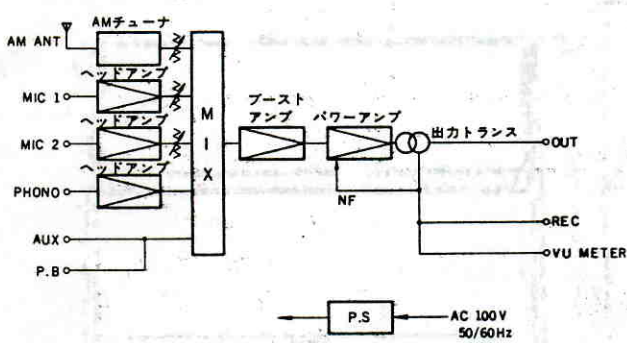 AMチューナ
AM ANT
ヘッドアンプ
MIC 1
ヘッドアンプ
MIC 2
ヘッドアンプ
PHONO
AUX
P.B
MIX
ブースト
アンプ
パワーアンプ
出力トランス
OUT
NF
REC
VU METER
P.S
AC 100V
50/60Hz